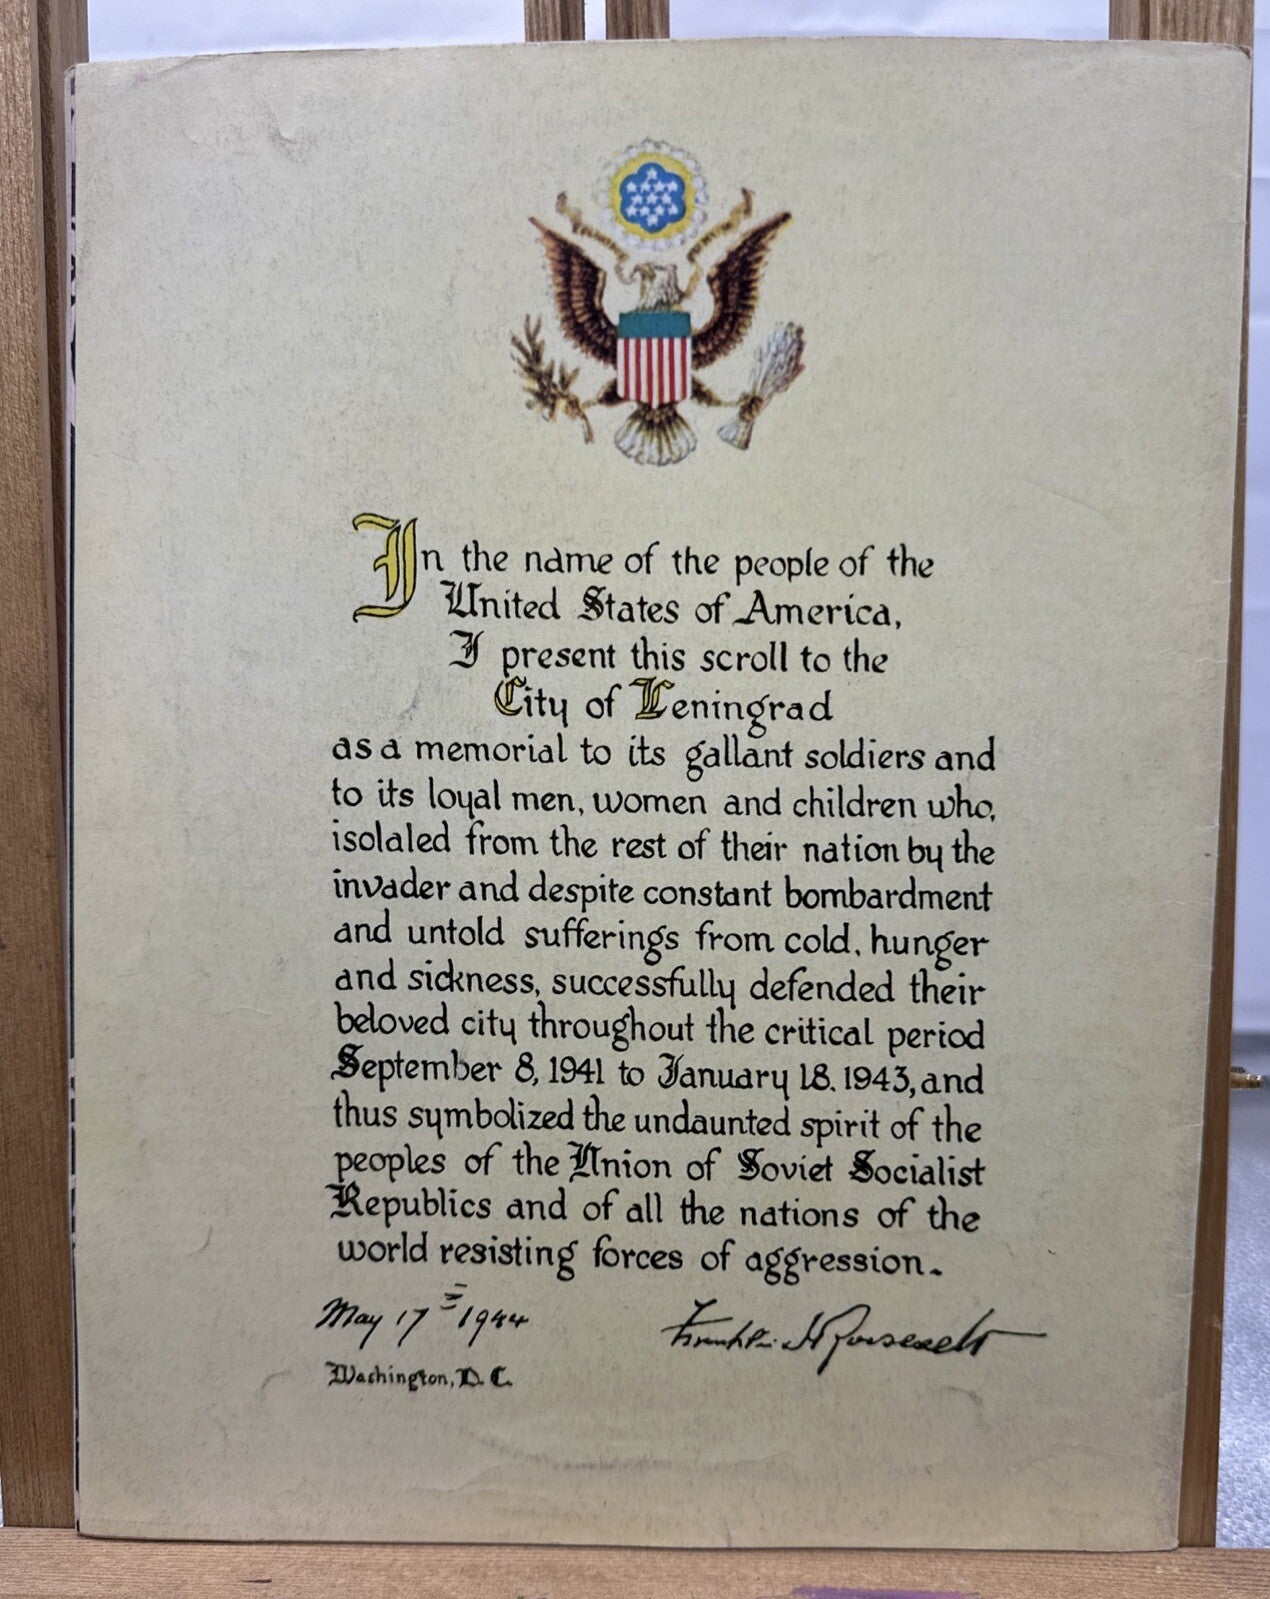 In the name of the people of the
United States of America,
I present this scroll to the
City of Leningrad
as a memorial to its gallant soldiers and
to its loyal men, women and children who,
isolaled from the rest of their nation by the
invader and despite constant bombardment
and untold sufferings from cold, hunger
and sickness, successfully defended their
beloved city throughout the critical period
September 8, 1941 to January 18, 1943, and
thus symbolized the undaunted spirit of the
peoples of the Union of Soviet Socialist
Republics and of all the nations of the
world resisting forces of aggression.
May 17 1944
Franklin D Roosevelt
Washington, D.C.